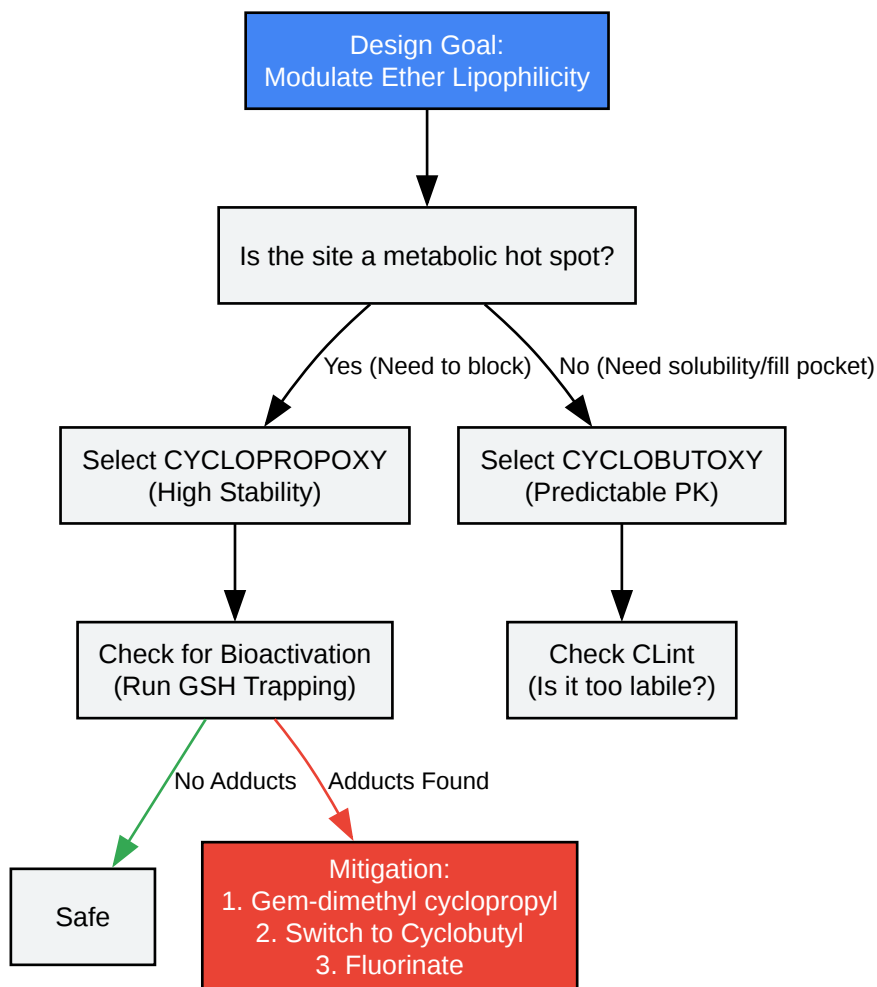 Design Goal:
Modulate Ether Lipophilicity
Is the site a metabolic hot spot?
Yes (Need to block)
No (Need solubility/fill pocket)
Select CYCLOPROPOXY
(High Stability)
Select CYCLOBUTOXY
(Predictable PK)
Check for Bioactivation
(Run GSH Trapping)
Check CLint
(Is it too labile?)
No Adducts
Adducts Found
Safe
Mitigation:
1. Gem-dimethyl cyclopropyl
2. Switch to Cyclobutyl
3. Fluorinate